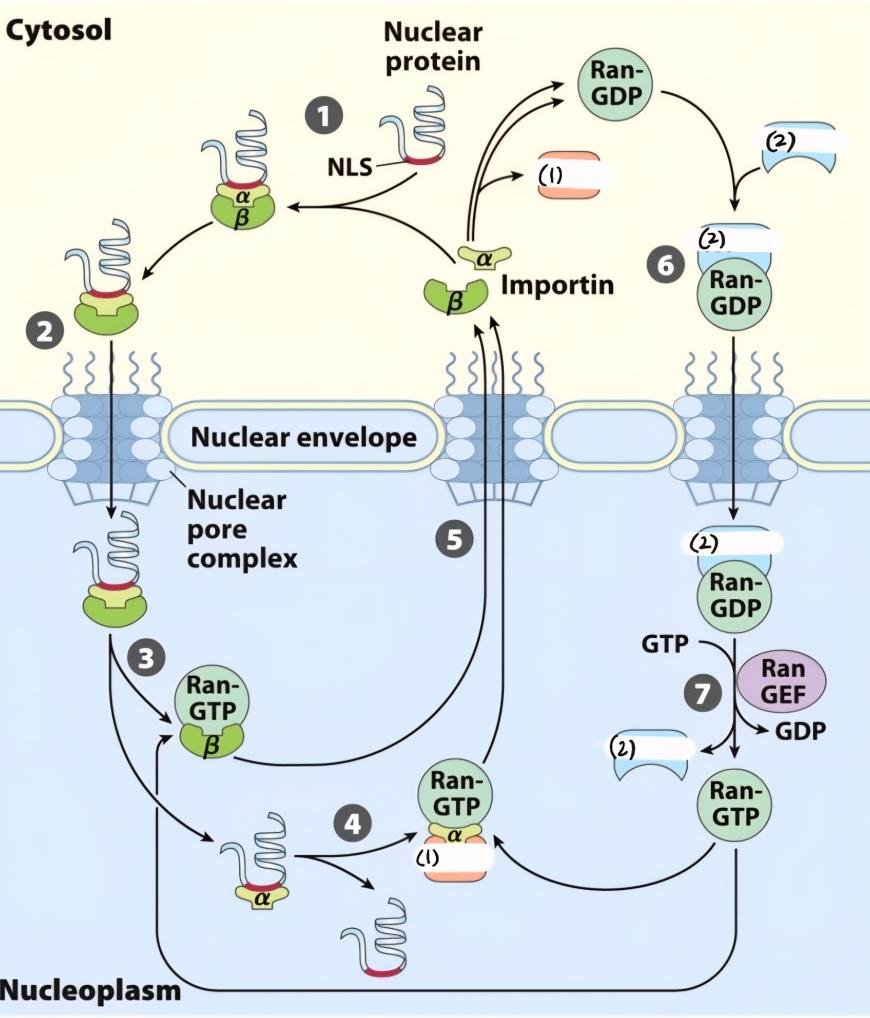 Cytosol
Nuclear
protein
Ran-
GDP
1
(2)
NLS
(1)
α
β
(2)
6
α
Importin
Ran-
GDP
β
2
Nuclear envelope
Nuclear
pore
complex
5
(2)
Ran-
GDP
GTP
3
Ran
GEF
7
Ran-
GTP
GDP
β
(2)
Ran-
GTP
Ran-
GTP
4
α
(1)
α
Nucleoplasm